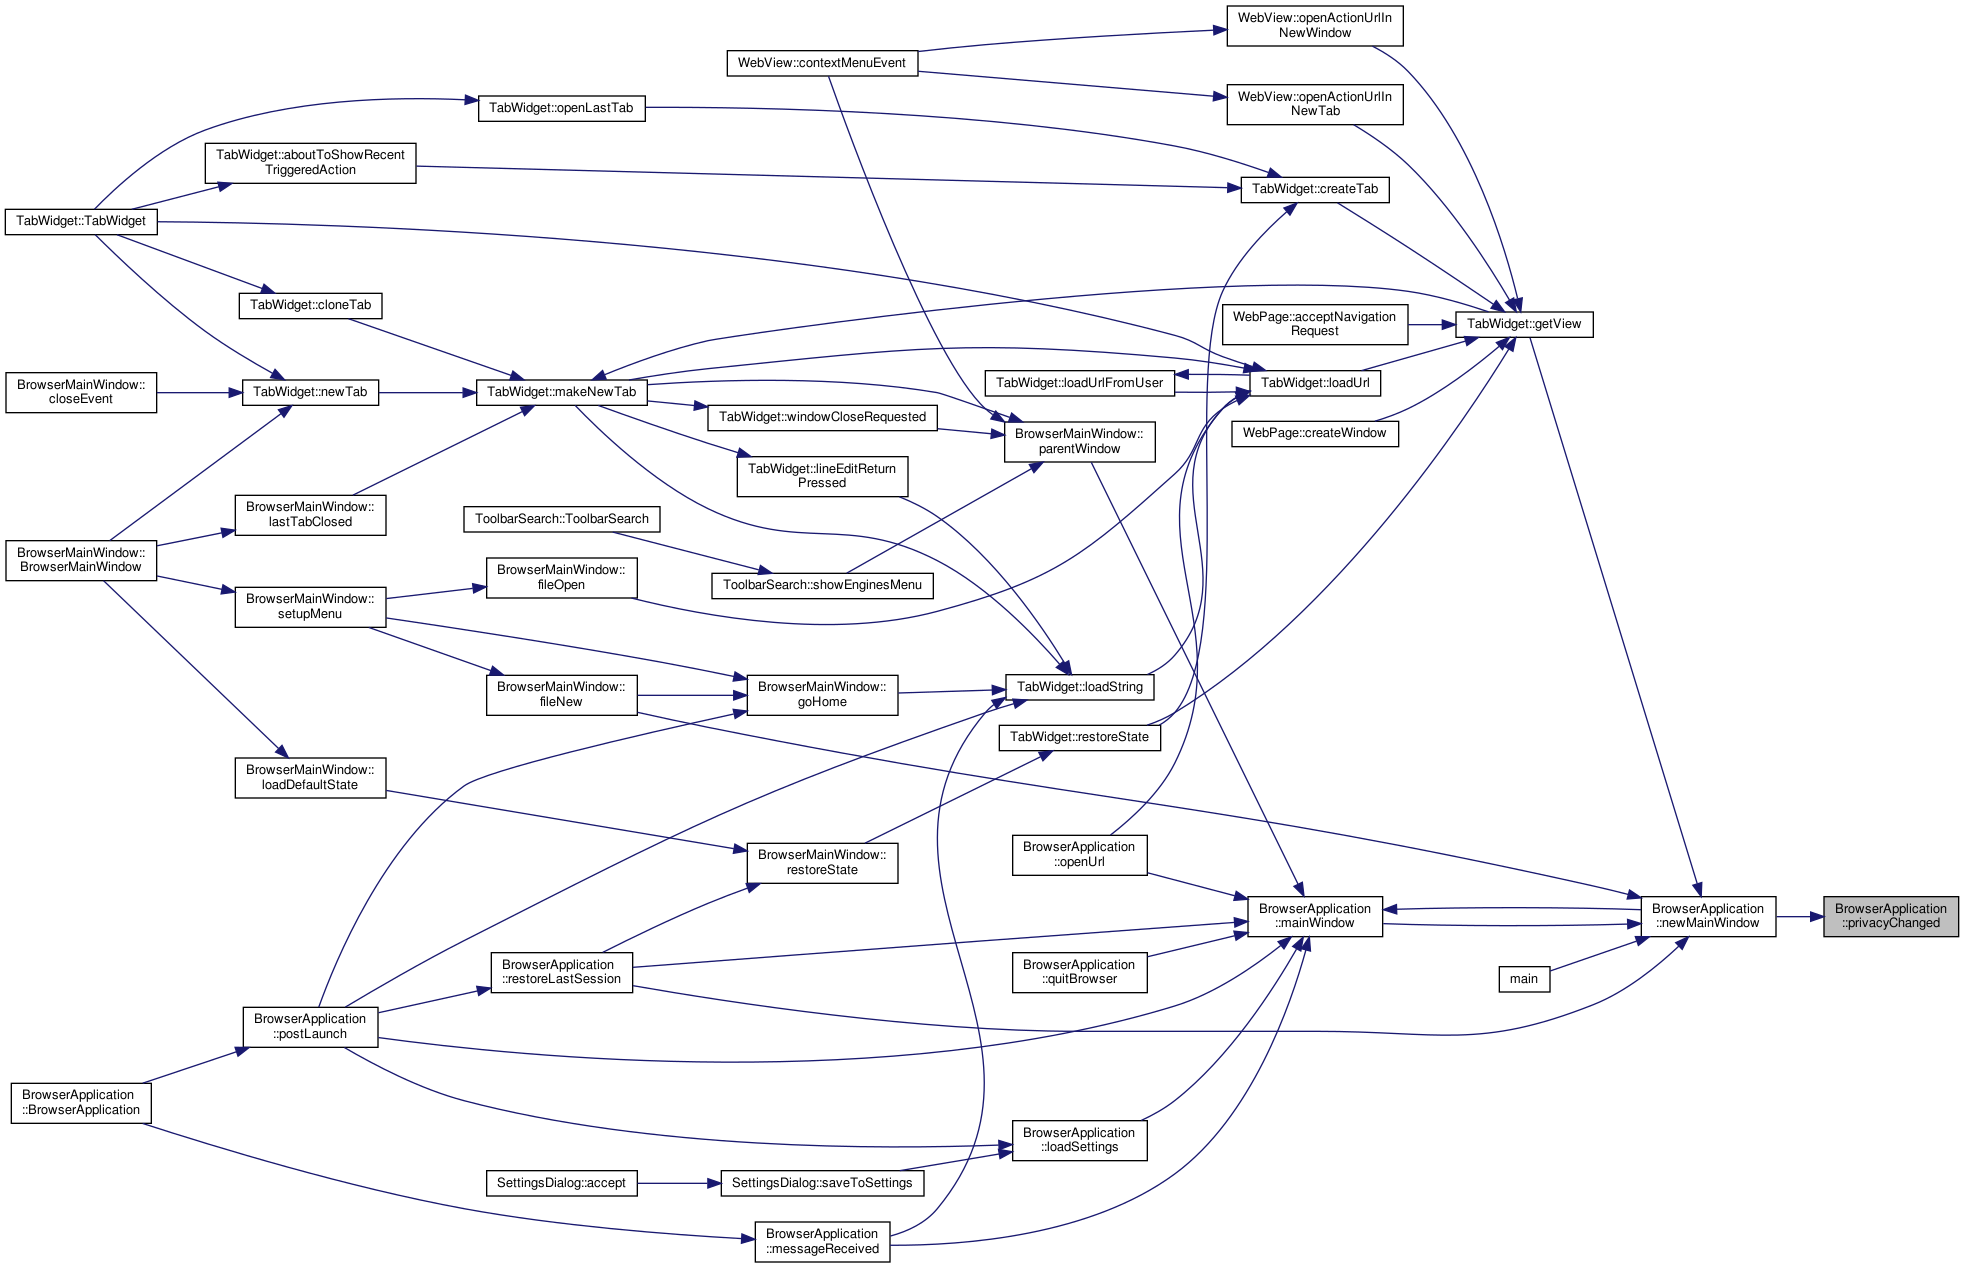 WebView::openActionUrlIn
NewWindow
WebView::contextMenuEvent
WebView::openActionUrlIn
NewTab
TabWidget::openLastTab
TabWidget::aboutToShowRecent
TriggeredAction
TabWidget::createTab
TabWidget::TabWidget
TabWidget::cloneTab
WebPage::acceptNavigation
Request
TabWidget::getView
BrowserMainWindow::
closeEvent
TabWidget::newTab
TabWidget::makeNewTab
TabWidget::loadUrlFromUser
TabWidget::loadUrl
TabWidget::windowCloseRequested
BrowserMainWindow::
parentWindow
WebPage::createWindow
TabWidget::lineEditReturn
Pressed
BrowserMainWindow::
lastTabClosed
ToolbarSearch::ToolbarSearch
BrowserMainWindow::
BrowserMainWindow
BrowserMainWindow::
fileOpen
ToolbarSearch::showEnginesMenu
BrowserMainWindow::
setupMenu
BrowserMainWindow::
fileNew
BrowserMainWindow::
goHome
TabWidget::loadString
TabWidget::restoreState
BrowserMainWindow::
loadDefaultState
BrowserMainWindow::
restoreState
BrowserApplication
::openUrl
BrowserApplication
::mainWindow
BrowserApplication
::newMainWindow
BrowserApplication
::privacyChanged
BrowserApplication
::restoreLastSession
BrowserApplication
::quitBrowser
main
BrowserApplication
::postLaunch
BrowserApplication
::BrowserApplication
BrowserApplication
::loadSettings
SettingsDialog::accept
SettingsDialog::saveToSettings
BrowserApplication
::messageReceived